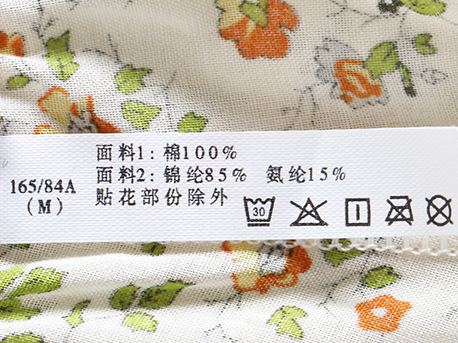 165/84A
(M)
面料1: 棉100%
面料2: 锦纶85% 氨纶15%
贴花部份除外
30